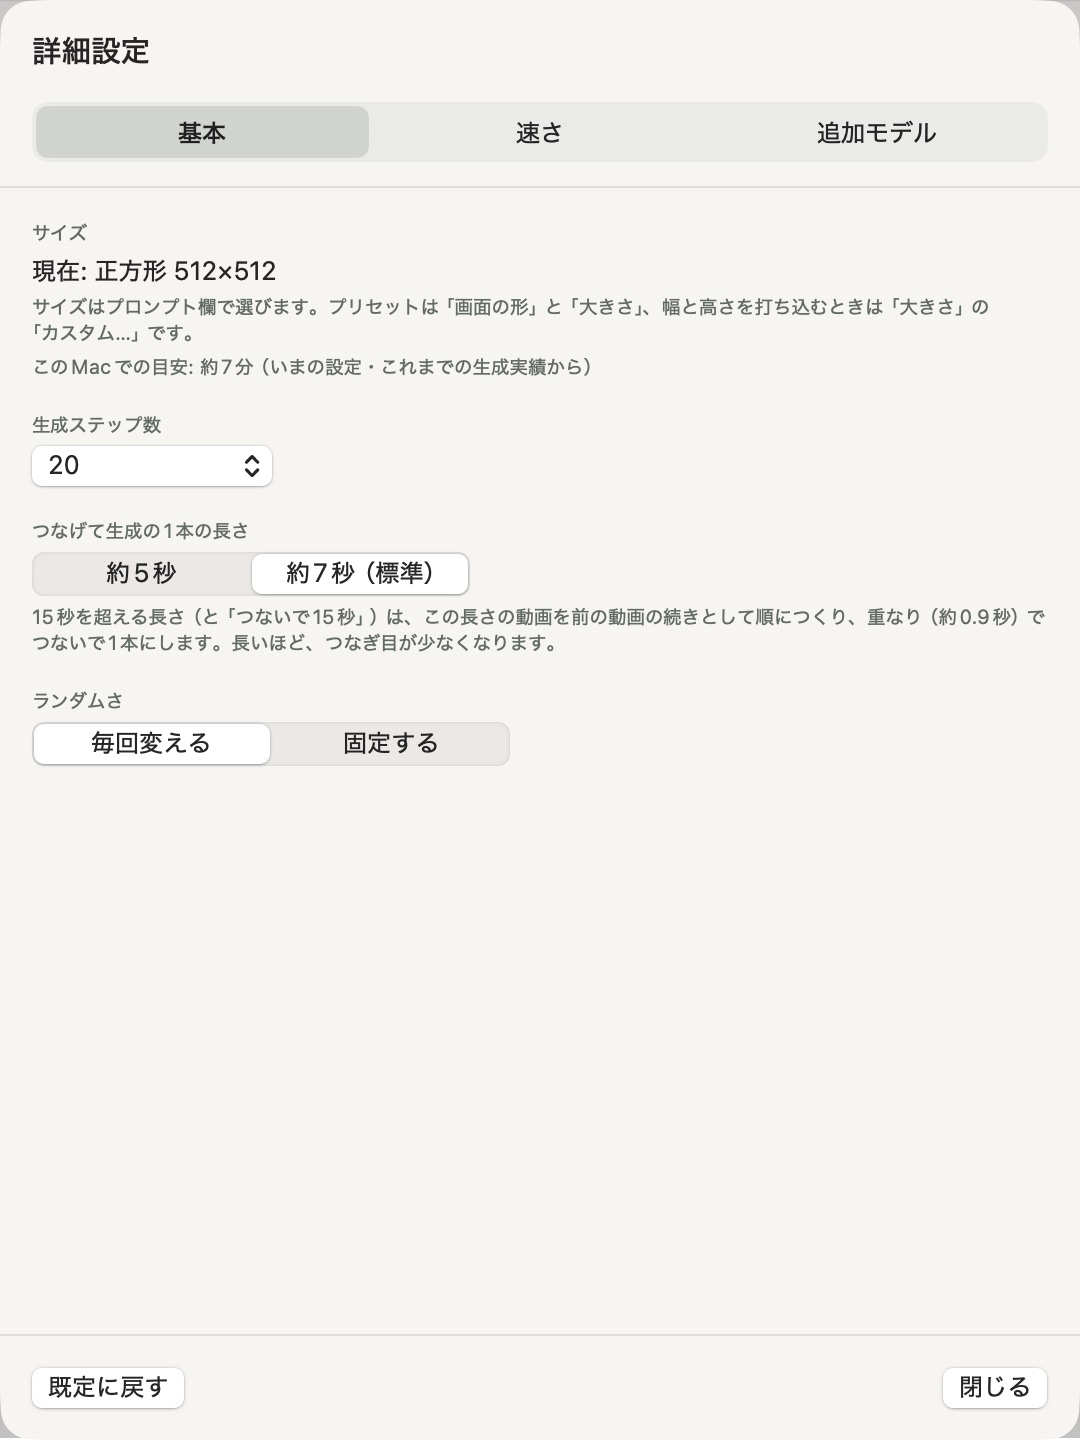 詳細設定
基本
速さ
追加モデル
サイズ
現在: 正方形 512×512
サイズはプロンプト欄で選びます。プリセットは「画面の形」と「大きさ」、幅と高さを打ち込むときは「大きさ」の
「カスタム...」です。
このMacでの目安: 約7分（いまの設定・これまでの生成実績から）
生成ステップ数
20
つなげて生成の1本の長さ
約5秒
約7秒（標準）
15秒を超える長さ（と「つないで15秒」）は、この長さの動画を前の動画の続きとして順につくり、重なり（約0.9秒）で
つないで1本にします。長いほど、つなぎ目が少なくなります。
ランダムさ
毎回変える
固定する
既定に戻す
閉じる